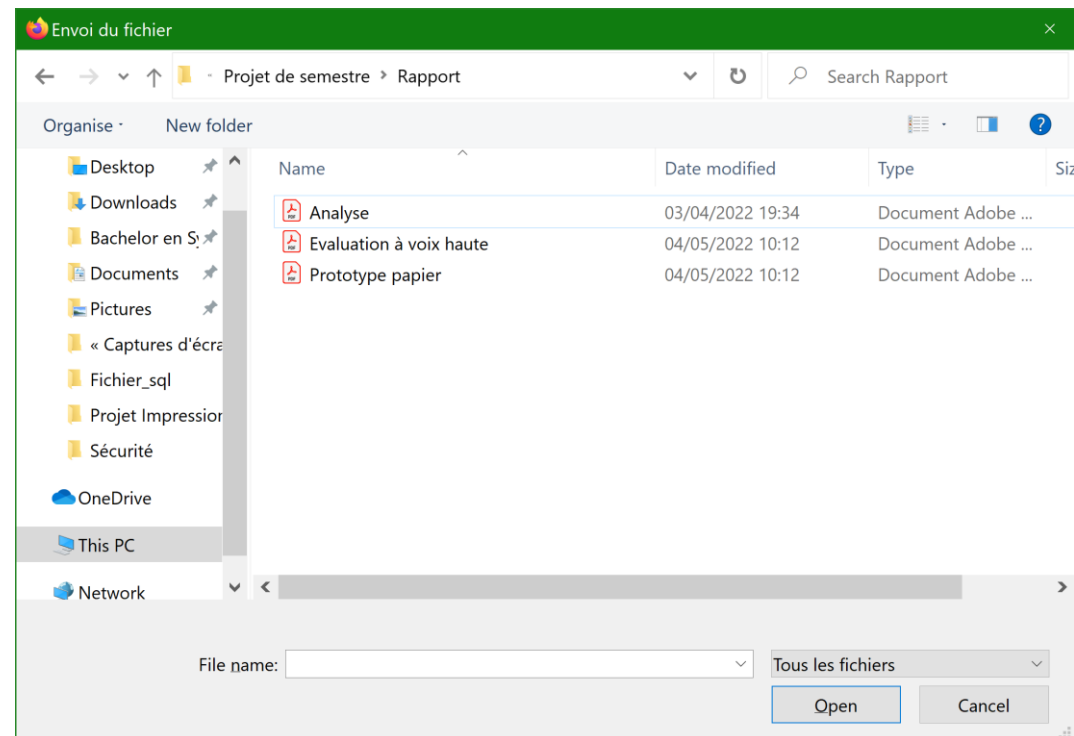 Envoi du fichier
Projet de semestre > Rapport
Search Rapport
Organise
New folder
Name
Date modified
Type
Siz
Desktop
Downloads
Bachelor en Sy
Documents
Pictures
« Captures d'écra
Fichier_sql
Projet Impression
Sécurité
OneDrive
This PC
Network
Analyse 03/04/2022 19:34 Document Adobe ...
Evaluation à voix haute 04/05/2022 10:12 Document Adobe ...
Prototype papier 04/05/2022 10:12 Document Adobe ...
File name:
Tous les fichiers
Open
Cancel